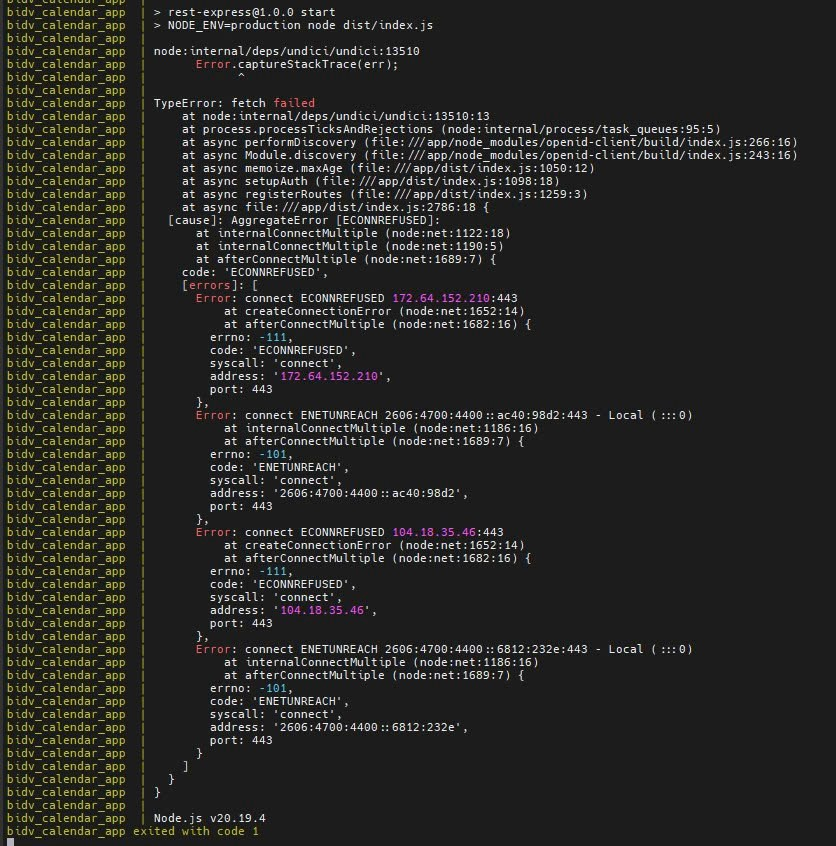 bidv_calendar_app  |
bidv_calendar_app  | > rest-express@1.0.0 start
bidv_calendar_app  | > NODE_ENV=production node dist/index.js
bidv_calendar_app  |
bidv_calendar_app  | node:internal/deps/undici/undici:13510
bidv_calendar_app  |       Error.captureStackTrace(err);
bidv_calendar_app  |             ^
bidv_calendar_app  |
bidv_calendar_app  | TypeError: fetch failed
bidv_calendar_app  |     at node:internal/deps/undici/undici:13510:13
bidv_calendar_app  |     at process.processTicksAndRejections (node:internal/process/task_queues:95:5)
bidv_calendar_app  |     at async performDiscovery (file:///app/node_modules/openid-client/build/index.js:266:16)
bidv_calendar_app  |     at async Module.discovery (file:///app/node_modules/openid-client/build/index.js:243:16)
bidv_calendar_app  |     at async memoize.maxAge (file:///app/dist/index.js:1050:12)
bidv_calendar_app  |     at async setupAuth (file:///app/dist/index.js:1098:18)
bidv_calendar_app  |     at async registerRoutes (file:///app/dist/index.js:1259:3)
bidv_calendar_app  |     at async file:///app/dist/index.js:2786:18 {
bidv_calendar_app  |   [cause]: AggregateError [ECONNREFUSED]:
bidv_calendar_app  |       at internalConnectMultiple (node:net:1122:18)
bidv_calendar_app  |       at internalConnectMultiple (node:net:1190:5)
bidv_calendar_app  |       at afterConnectMultiple (node:net:1689:7) {
bidv_calendar_app  |     code: 'ECONNREFUSED',
bidv_calendar_app  |     [errors]: [
bidv_calendar_app  |       Error: connect ECONNREFUSED 172.64.152.210:443
bidv_calendar_app  |           at createConnectionError (node:net:1652:14)
bidv_calendar_app  |           at afterConnectMultiple (node:net:1682:16) {
bidv_calendar_app  |         errno: -111,
bidv_calendar_app  |         code: 'ECONNREFUSED',
bidv_calendar_app  |         syscall: 'connect',
bidv_calendar_app  |         address: '172.64.152.210',
bidv_calendar_app  |         port: 443
bidv_calendar_app  |       },
bidv_calendar_app  |       Error: connect ENETUNREACH 2606:4700:4400::ac40:98d2:443 - Local (:::0)
bidv_calendar_app  |           at internalConnectMultiple (node:net:1186:16)
bidv_calendar_app  |           at afterConnectMultiple (node:net:1689:7) {
bidv_calendar_app  |         errno: -101,
bidv_calendar_app  |         code: 'ENETUNREACH',
bidv_calendar_app  |         syscall: 'connect',
bidv_calendar_app  |         address: '2606:4700:4400::ac40:98d2',
bidv_calendar_app  |         port: 443
bidv_calendar_app  |       },
bidv_calendar_app  |       Error: connect ECONNREFUSED 104.18.35.46:443
bidv_calendar_app  |           at createConnectionError (node:net:1652:14)
bidv_calendar_app  |           at afterConnectMultiple (node:net:1682:16) {
bidv_calendar_app  |         errno: -111,
bidv_calendar_app  |         code: 'ECONNREFUSED',
bidv_calendar_app  |         syscall: 'connect',
bidv_calendar_app  |         address: '104.18.35.46',
bidv_calendar_app  |         port: 443
bidv_calendar_app  |       },
bidv_calendar_app  |       Error: connect ENETUNREACH 2606:4700:4400::6812:232e:443 - Local (:::0)
bidv_calendar_app  |           at internalConnectMultiple (node:net:1186:16)
bidv_calendar_app  |           at afterConnectMultiple (node:net:1689:7) {
bidv_calendar_app  |         errno: -101,
bidv_calendar_app  |         code: 'ENETUNREACH',
bidv_calendar_app  |         syscall: 'connect',
bidv_calendar_app  |         address: '2606:4700:4400::6812:232e',
bidv_calendar_app  |         port: 443
bidv_calendar_app  |       }
bidv_calendar_app  |     ]
bidv_calendar_app  |   }
bidv_calendar_app  | }
bidv_calendar_app  |
bidv_calendar_app  | Node.js v20.19.4
bidv_calendar_app exited with code 1